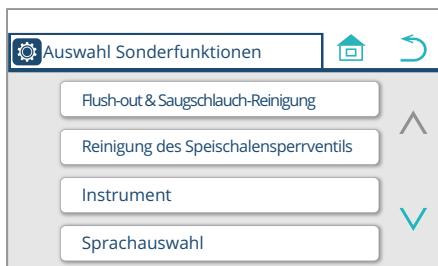 Auswahl Sonderfunktionen
Flush-out & Saugschlauch-Reinigung
Reinigung des Speischalensperrventils
Instrument
Sprachauswahl